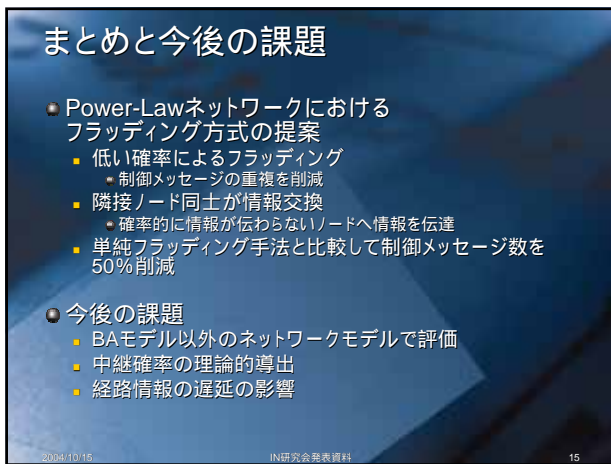 まとめと今後の課題
Power-Lawネットワークにおける
フラッディング方式の提案
低い確率によるフラッディング
制御メッセージの重複を削減
隣接ノード同士が情報交換
確率的に情報が伝わらないノードへ情報を伝達
単純フラッディング手法と比較して制御メッセージ数を
50%削減
今後の課題
BAモデル以外のネットワークモデルで評価
中継確率の理論的導出
経路情報の遅延の影響
2004/10/15 IN研究会発表資料 15